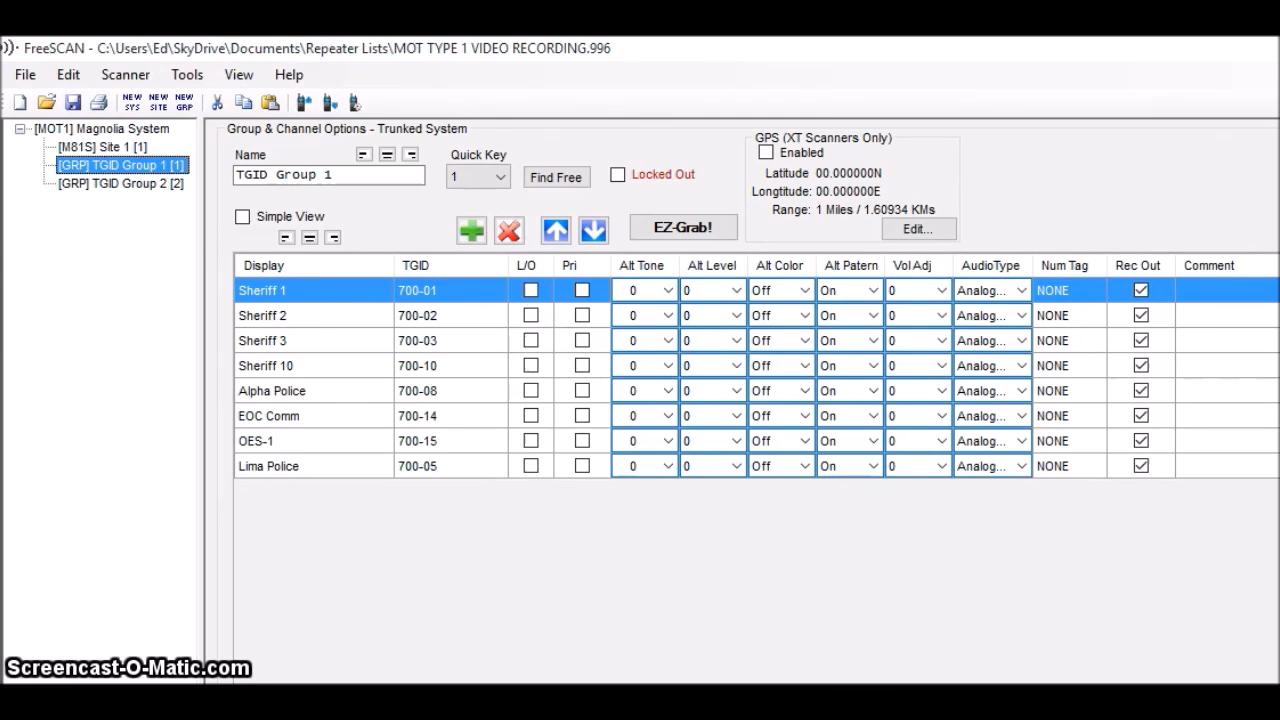 FreeSCAN - C:\Users\Ed\SkyDrive\Documents\Repeater Lists\MOT TYPE 1 VIDEO RECORDING.996
File Edit Scanner Tools View Help
NEW SYS NEW SITE NEW GRP
[MOT1] Magnolia System
[M81S] Site 1 [1]
[GRP] TGID Group 1 [1]
[GRP] TGID Group 2 [2]
Group & Channel Options - Trunked System
Name
TGID Group 1
Quick Key
1
Find Free
Locked Out
GPS (XT Scanners Only)
Enabled
Latitude 00.000000N
Longtitude: 00.000000E
Range: 1 Miles / 1.60934 KMs
Edit...
Simple View
EZ-Grab!
Display TGID L/O Pri Alt Tone Alt Level Alt Color Alt Patern Vol Adj AudioType Num Tag Rec Out Comment
Sheriff 1 700-01 0 0 Off On 0 Analog... NONE
Sheriff 2 700-02 0 0 Off On 0 Analog... NONE
Sheriff 3 700-03 0 0 Off On 0 Analog... NONE
Sheriff 10 700-10 0 0 Off On 0 Analog... NONE
Alpha Police 700-08 0 0 Off On 0 Analog... NONE
EOC Comm 700-14 0 0 Off On 0 Analog... NONE
OES-1 700-15 0 0 Off On 0 Analog... NONE
Lima Police 700-05 0 0 Off On 0 Analog... NONE
Screencast-O-Matic.com